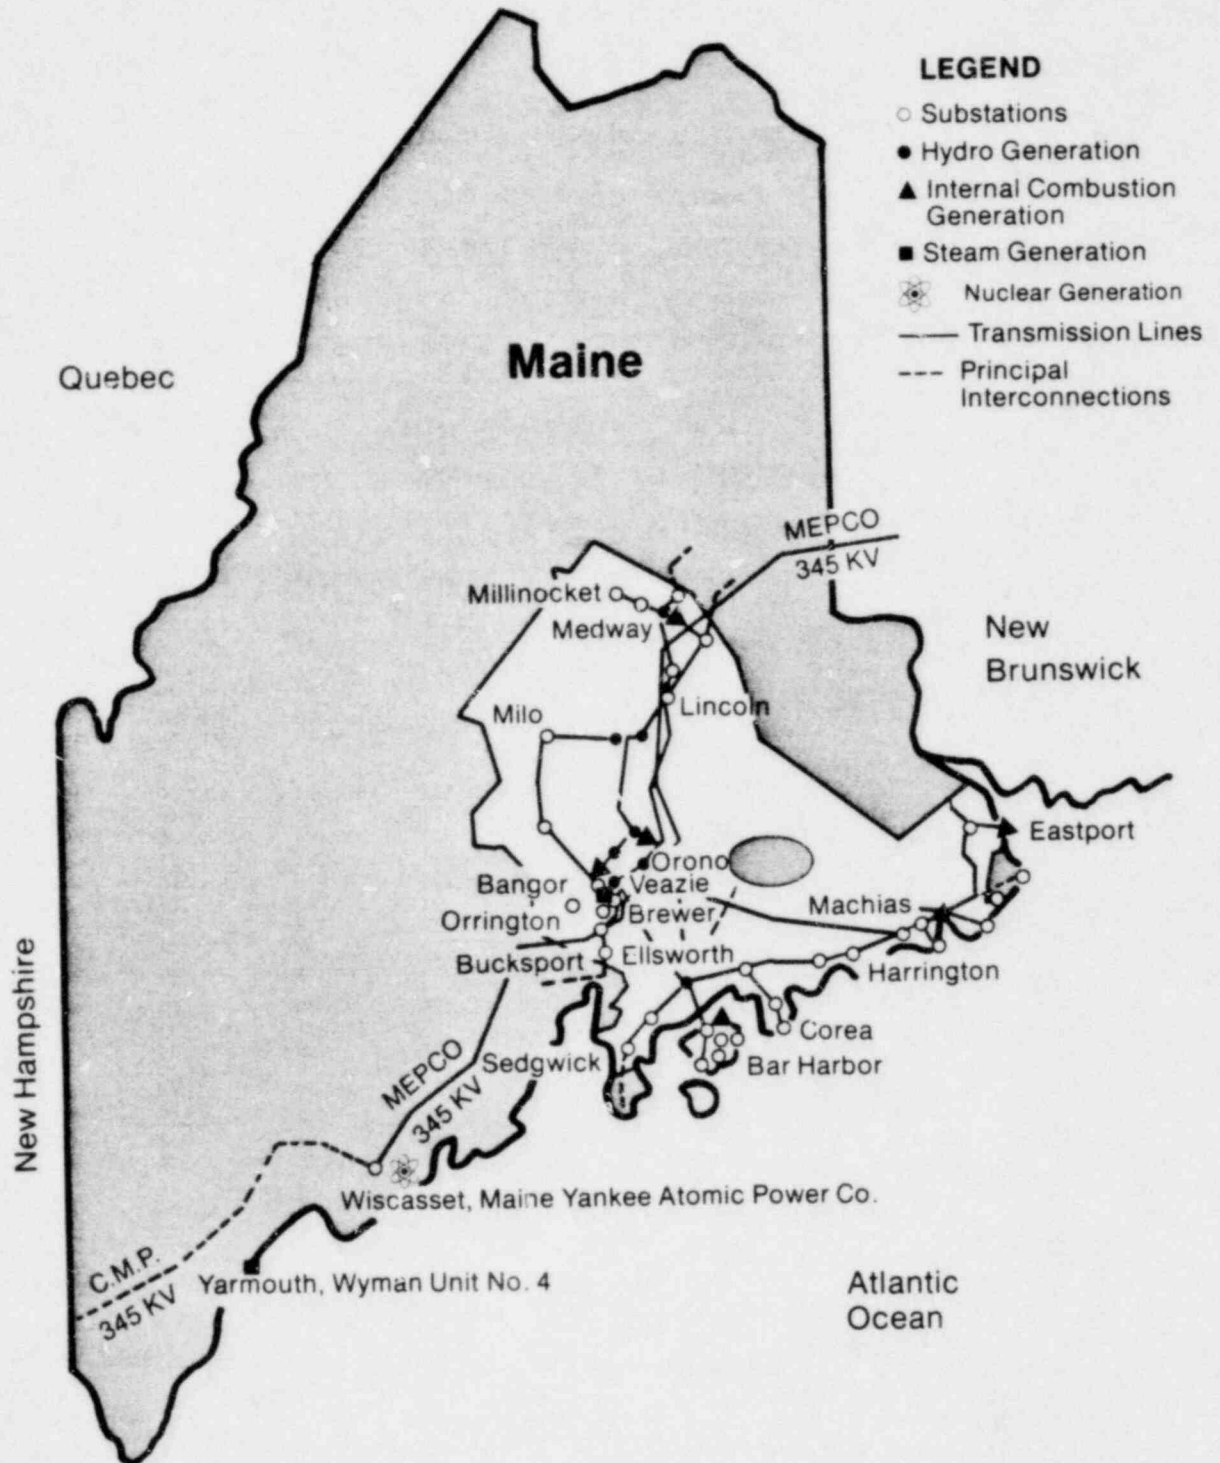 LEGEND
Substations
Hydro Generation
Internal Combustion
Generation
Steam Generation
Nuclear Generation
Transmission Lines
Principal
Interconnections
Quebec
Maine
MEPCO
345 KV
Millinocket
Medway
New
Brunswick
Milo
Lincoln
Eastport
Orono
Bangor
Veazie
Machias
Orrington
Brewer
Bucksport
Ellsworth
Harrington
New Hampshire
Corea
MEPCO
345 KV
Sedgwick
Bar Harbor
Wiscasset, Maine Yankee Atomic Power Co.
C.M.P.
345 KV
Yarmouth, Wyman Unit No. 4
Atlantic
Ocean